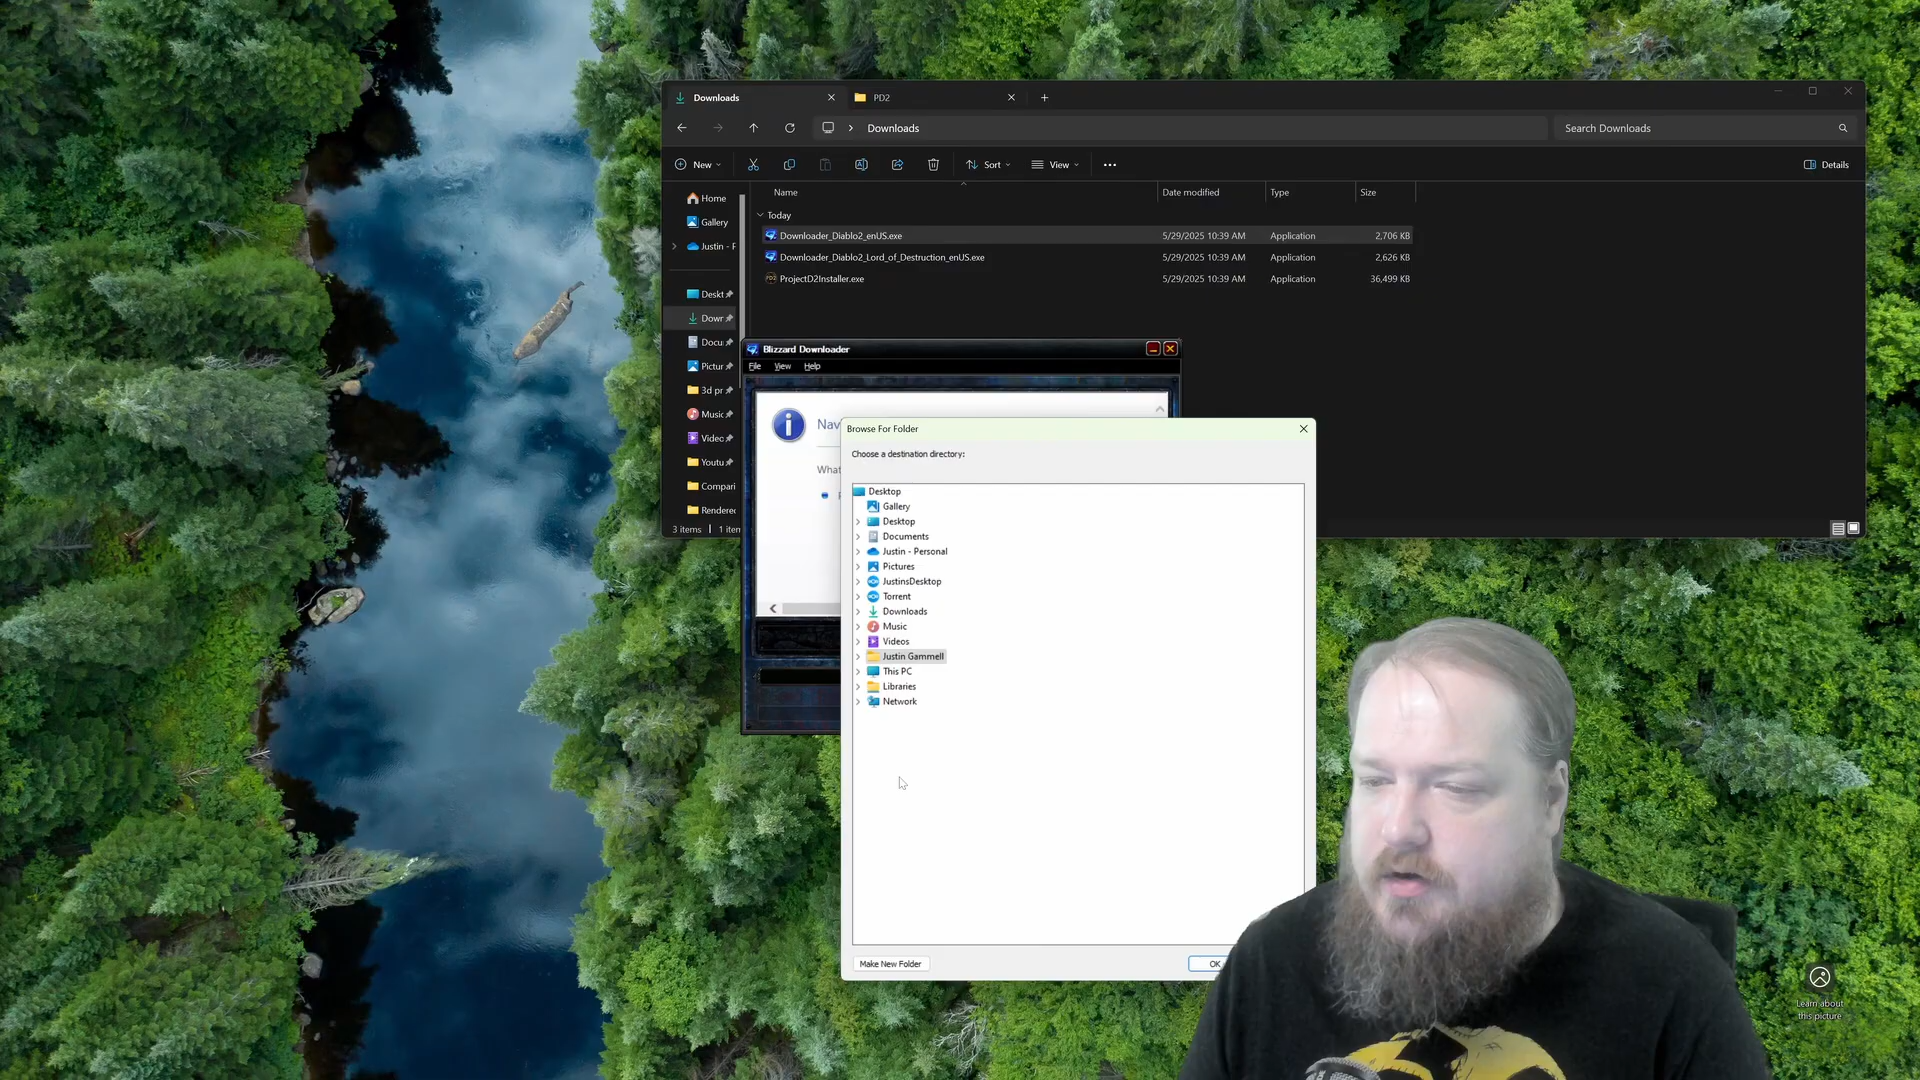 Downloads
PD2
Downloads
Search Downloads
New
Sort
View
Details
Name
Date modified
Type
Size
Home
Today
Gallery
Downloader_Diablo2_enUS.exe
5/29/2025 10:39 AM
Application
2,706 KB
Justin - F
Downloader_Diablo2_Lord_of_Destruction_enUS.exe
5/29/2025 10:39 AM
Application
2,626 KB
ProjectD2Installer.exe
5/29/2025 10:39 AM
Application
36,499 KB
Deskt
Dowr
Docu
Pictur
3d pr
Music
Videc
Youtu
Compari
Rendere
3 items
1 iten
Blizzard Downloader
File View Help
Nav
What
Browse For Folder
Choose a destination directory:
Desktop
Gallery
Desktop
Documents
Justin - Personal
Pictures
JustinsDesktop
Torrent
Downloads
Music
Videos
Justin Gammell
This PC
Libraries
Network
Make New Folder
OK
Learn about
this picture